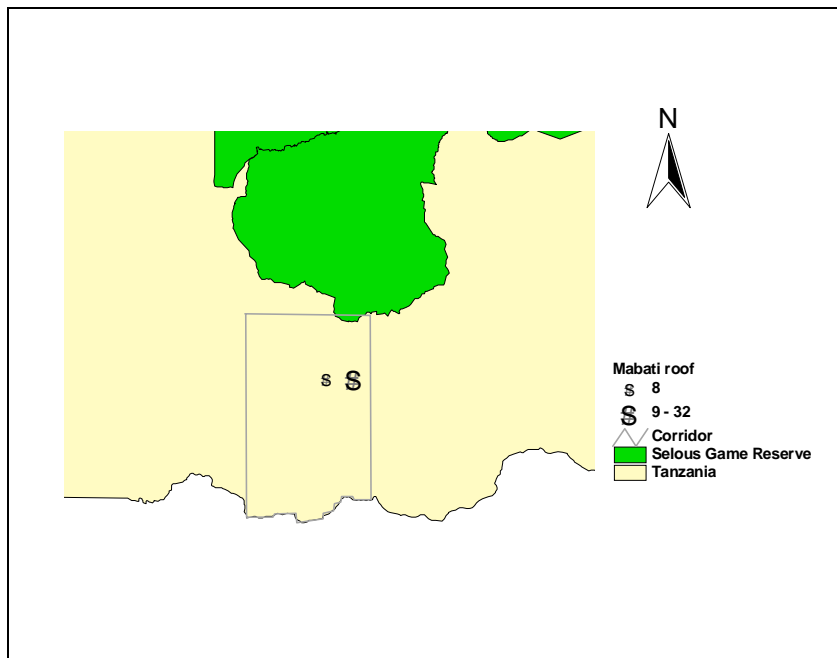 N
Mabati roof
8
9 - 32
Corridor
Selous Game Reserve
Tanzania